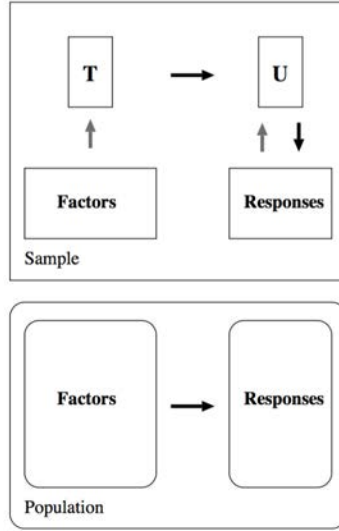 T U
Factors Responses
Sample
Factors Responses
Population